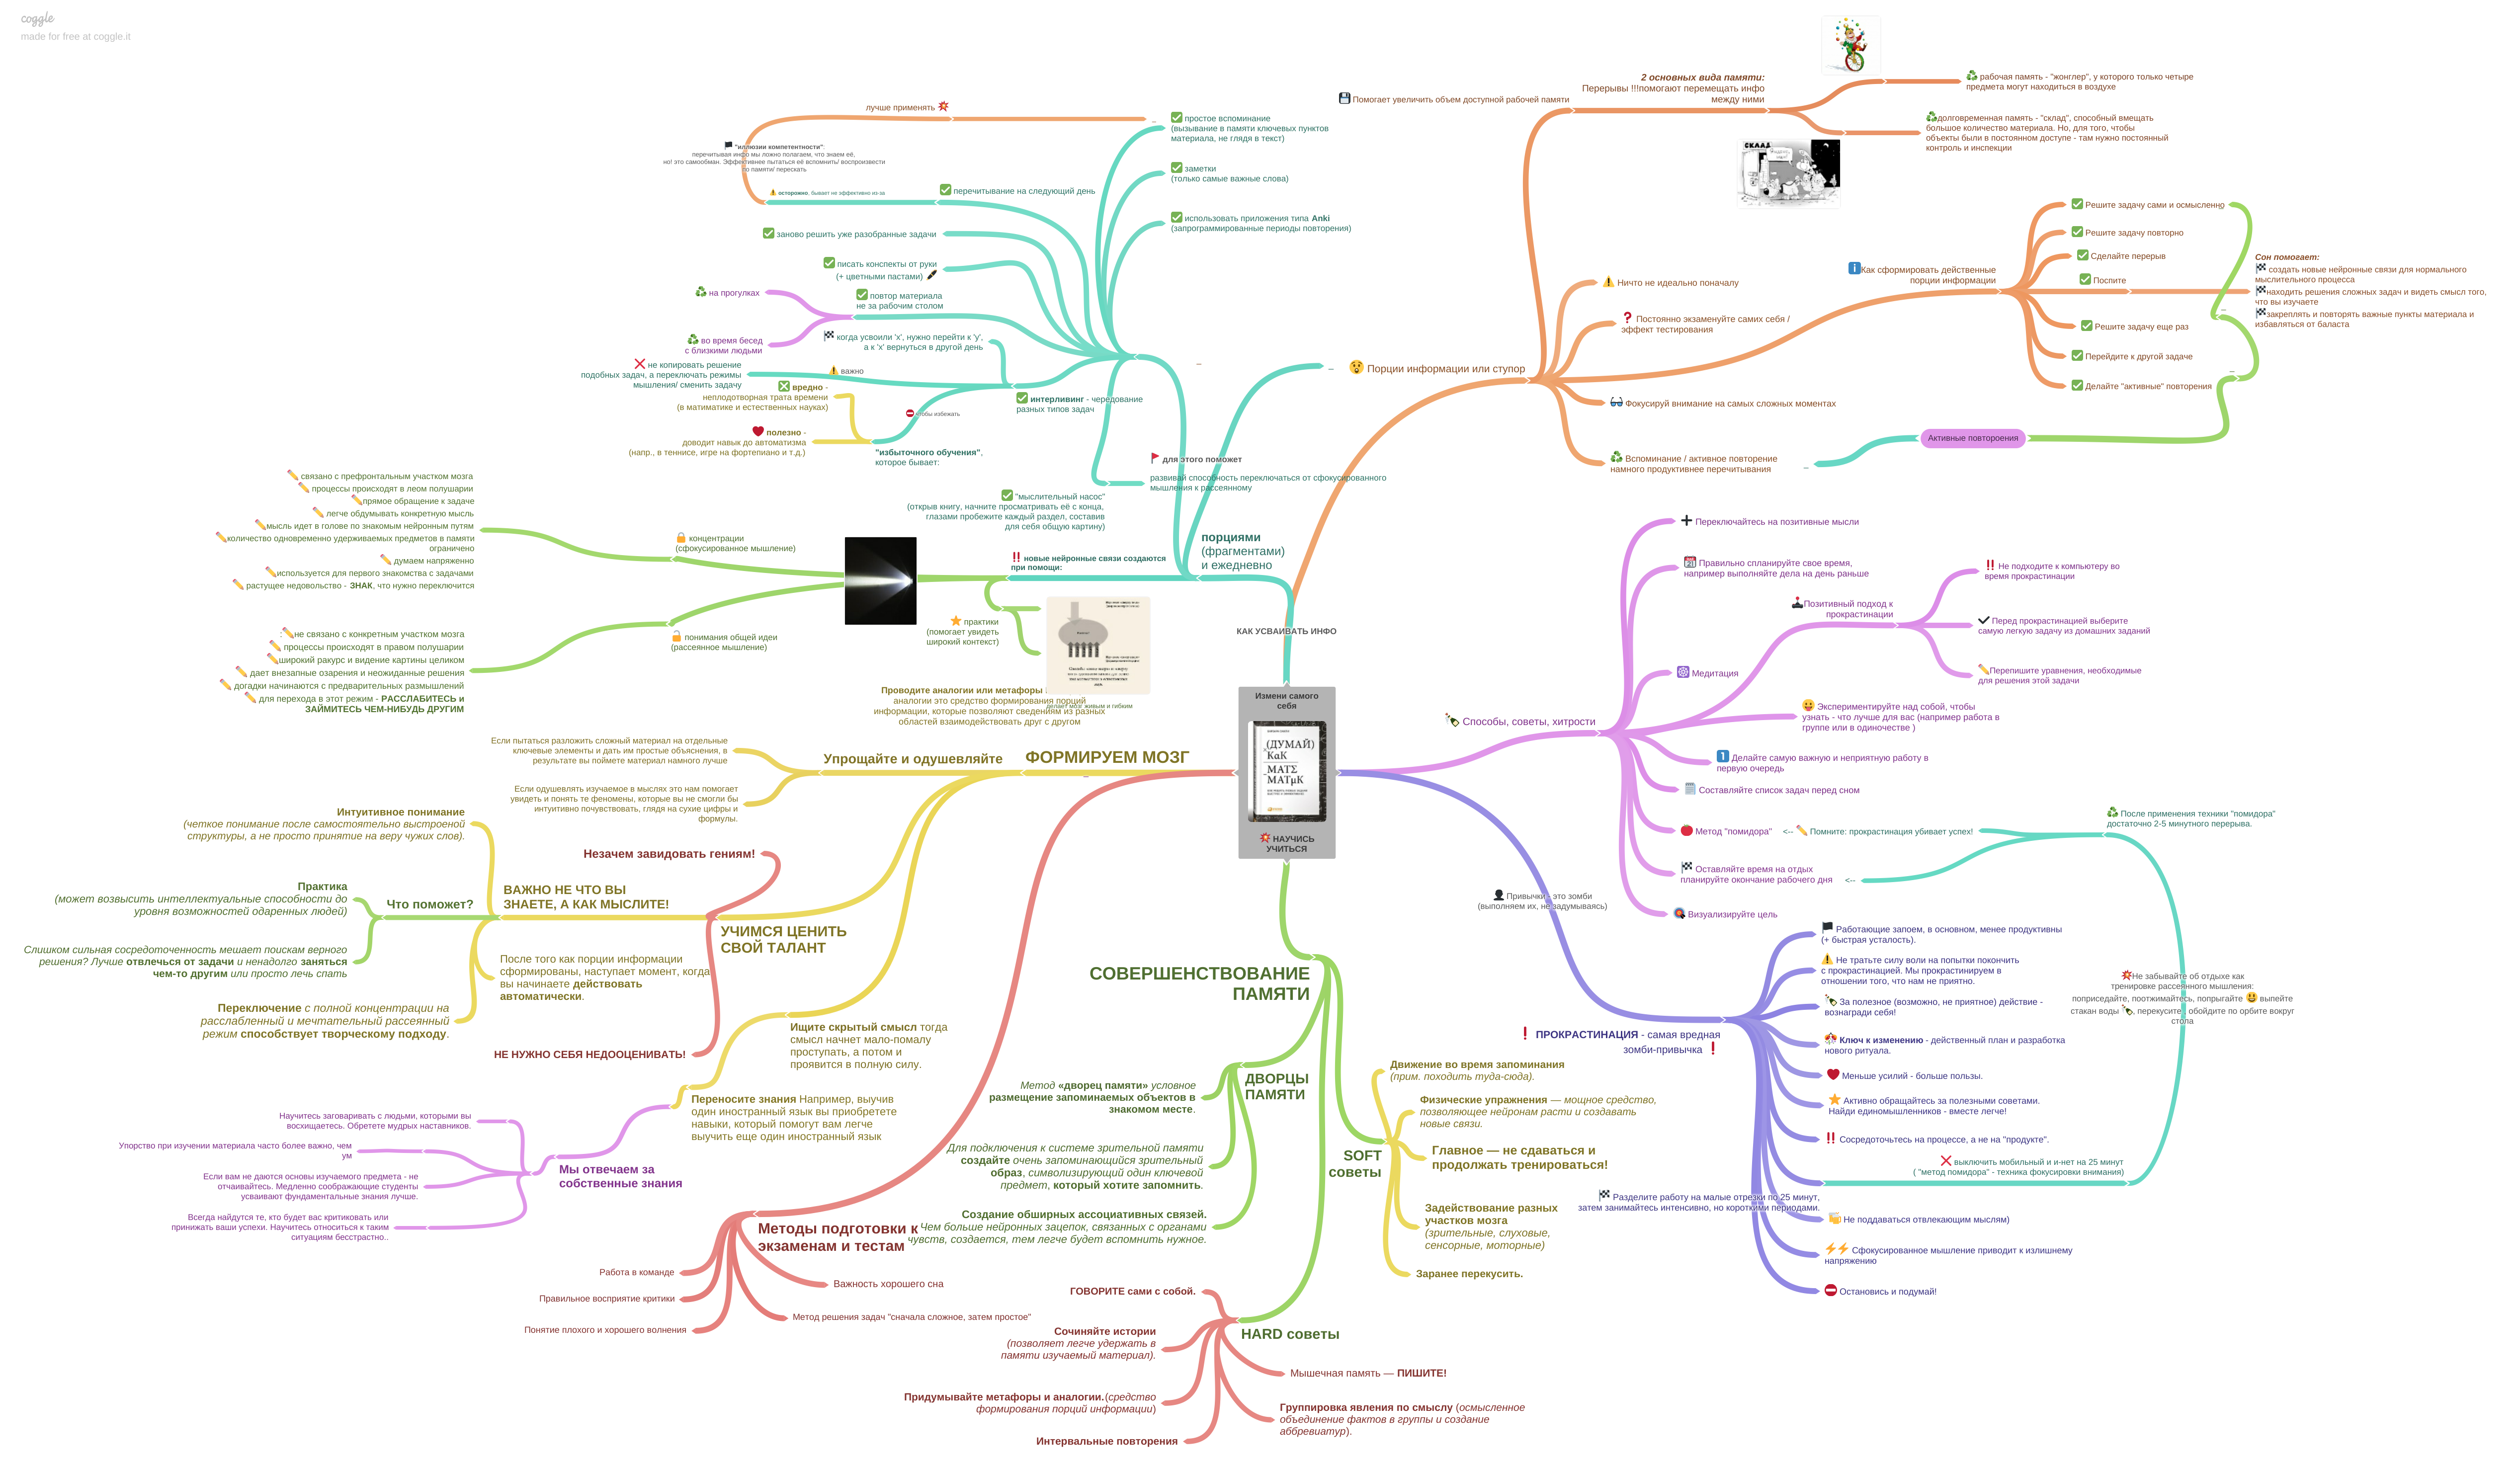 coggle
made for free at coggle.it
лучше применять
"иллюзии компетентности":
перечитывая инфо мы ложно полагаем, что знаем её,
но! это самообман. Эффективнее пытаться её вспомнить/ воспроизвести
по памяти/ перескать
осторожно, бывает не эффективно из-за
перечитывание на следующий день
заново решить уже разобранные задачи
писать конспекты от руки
(+ цветными пастами)
повтор материала
не за рабочим столом
на прогулках
во время бесед
с близкими людьми
когда усвоили 'x', нужно перейти к 'y',
а к 'x' вернуться в другой день
не копировать решение
подобных задач, а переключать режимы
мышления/ сменить задачу
важно
вредно -
неплодотворная трата времени
(в математике и естественных науках)
чтобы избежать
полезно -
доводит навык до автоматизма
(напр., в теннисе, игре на фортепиано и т.д.)
"избыточного обучения",
которое бывает:
интерливинг - чередование
разных типов задач
простое вспоминание
(вызывание в памяти ключевых пунктов
материала, не глядя в текст)
заметки
(только самые важные слова)
использовать приложения типа Anki
(запрограммированные периоды повторения)
для этого поможет
развивай способность переключаться от сфокусированного
мышления к рассеянному
"мыслительный насос"
(открыв книгу, начните просматривать её с конца,
глазами пробежите каждый раздел, составив
для себя общую картину)
порциями
(фрагментами)
и ежедневно
новые нейронные связи создаются
при помощи:
связано с префронтальным участком мозга
процессы происходят в леом полушарии
прямое обращение к задаче
легче обдумывать конкретную мысль
мысль идет в голове по знакомым нейронным путям
количество одновременно удерживаемых предметов в памяти
ограничено
думаем напряженно
используется для первого знакомства с задачами
растущее недовольство - ЗНАК, что нужно переключится
концентрации
(сфокусированное мышление)
понимания общей идеи
(рассеянное мышление)
:не связано с конкретным участком мозга
процессы происходят в правом полушарии
широкий ракурс и видение картины целиком
дает внезапные озарения и неожиданные решения
догадки начинаются с предварительных размышлений
для перехода в этот режим - РАССЛАБИТЕСЬ и
ЗАЙМИТЕСЬ ЧЕМ-НИБУДЬ ДРУГИМ
практики
(помогает увидеть
широкий контекст)
делает мозг живым и гибким
КАК УСВАИВАТЬ ИНФО
Измени самого
себя
(ДУМАЙ)
КаК
МАТΣ
МАТμК
НАУЧИСЬ
УЧИТЬСЯ
Помогает увеличить объем доступной рабочей памяти
2 основных вида памяти:
Перерывы !!!помогают перемещать инфо
между ними
рабочая память - "жонглер", у которого только четыре
предмета могут находиться в воздухе
долговременная память - "склад", способный вмещать
большое количество материала. Но, для того, чтобы
объекты были в постоянном доступе - там нужно постоянный
контроль и инспекции
СКЛАД
Порции информации или ступор
Ничто не идеально поначалу
Постоянно экзаменуйте самих себя /
эффект тестирования
Как сформировать действенные
порции информации
Решите задачу сами и осмысленно
Решите задачу повторно
Сделайте перерыв
Поспите
Решите задачу еще раз
Перейдите к другой задаче
Делайте "активные" повторения
Сон помогает:
создать новые нейронные связи для нормального
мыслительного процесса
находить решения сложных задач и видеть смысл того,
что вы изучаете
закреплять и повторять важные пункты материала и
избавляться от баласта
Фокусируй внимание на самых сложных моментах
Вспоминание / активное повторение
намного продуктивнее перечитывания
Активные повтороения
Способы, советы, хитрости
Переключайтесь на позитивные мысли
Правильно спланируйте свое время,
например выполняйте дела на день раньше
Позитивный подход к
прокрастинации
Не подходите к компьютеру во
время прокрастинации
Перед прокрастинацией выберите
самую легкую задачу из домашних заданий
Перепишите уравнения, необходимые
для решения этой задачи
Медитация
Экспериментируйте над собой, чтобы
узнать - что лучше для вас (например работа в
группе или в одиночестве )
Делайте самую важную и неприятную работу в
первую очередь
Составляйте список задач перед сном
Метод "помидора"
<-- Помните: прокрастинация убивает успех!
После применения техники "помидора"
достаточно 2-5 минутного перерыва.
Оставляйте время на отдых
планируйте окончание рабочего дня
<--
Визуализируйте цель
Привычки - это зомби
(выполняем их, не задумываясь)
ПРОКРАСТИНАЦИЯ - самая вредная
зомби-привычка
Работающие запоем, в основном, менее продуктивны
(+ быстрая усталость).
Не тратьте силу воли на попытки покончить
с прокрастинацией. Мы прокрастинируем в
отношении того, что нам не приятно.
За полезное (возможно, не приятное) действие -
вознагради себя!
Ключ к изменению - действенный план и разработка
нового ритуала.
Меньше усилий - больше пользы.
Активно обращайтесь за полезными советами.
Найди единомышленников - вместе легче!
Сосредоточьтесь на процессе, а не на "продукте".
выключить мобильный и и-нет на 25 минут
( "метод помидора" - техника фокусировки внимания)
Разделите работу на малые отрезки по 25 минут,
затем занимайтесь интенсивно, но короткими периодами.
Не поддаваться отвлекающим мыслям)
Сфокусированное мышление приводит к излишнему
напряжению
Остановись и подумай!
Не забывайте об отдыхе как
тренировке рассеянного мышления:
поприседайте, поотжимайтесь, попрыгайте выпейте
стакан воды , перекусите , обойдите по орбите вокруг
стола
Проводите аналогии или метафоры
аналогии это средство формирования порций
информации, которые позволяют сведениям из разных
областей взаимодействовать друг с другом
ФОРМИРУЕМ МОЗГ
Упрощайте и одушевляйте
Если пытаться разложить сложный материал на отдельные
ключевые элементы и дать им простые объяснения, в
результате вы поймете материал намного лучше
Если одушевлять изучаемое в мыслях это нам помогает
увидеть и понять те феномены, которые вы не смогли бы
интуитивно почувствовать, глядя на сухие цифры и
формулы.
Интуитивное понимание
(четкое понимание после самостоятельно выстроеной
структуры, а не просто принятие на веру чужих слов).
Незачем завидовать гениям!
ВАЖНО НЕ ЧТО ВЫ
ЗНАЕТЕ, А КАК МЫСЛИТЕ!
Что поможет?
Практика
(может возвысить интеллектуальные способности до
уровня возможностей одаренных людей)
Слишком сильная сосредоточенность мешает поискам верного
решения? Лучше отвлечься от задачи и ненадолго заняться
чем-то другим или просто лечь спать
УЧИМСЯ ЦЕНИТЬ
СВОЙ ТАЛАНТ
После того как порции информации
сформированы, наступает момент, когда
вы начинаете действовать
автоматически.
Переключение с полной концентрации на
расслабленный и мечтательный рассеянный
режим способствует творческому подходу.
НЕ НУЖНО СЕБЯ НЕДООЦЕНИВАТЬ!
Ищите скрытый смысл тогда
смысл начнет мало-помалу
проступать, а потом и
проявится в полную силу.
Переносите знания Например, выучив
один иностранный язык вы приобретете
навыки, который помогут вам легче
выучить еще один иностранный язык
Мы отвечаем за
собственные знания
Научитесь заговаривать с людьми, которыми вы
восхищаетесь. Обретете мудрых наставников.
Упорство при изучении материала часто более важно, чем
ум
Если вам не даются основы изучаемого предмета - не
отчаивайтесь. Медленно соображающие студенты
усваивают фундаментальные знания лучше.
Всегда найдутся те, кто будет вас критиковать или
принижать ваши успехи. Научитесь относиться к таким
ситуациям бесстрастно..
Методы подготовки к
экзаменам и тестам
Работа в команде
Правильное восприятие критики
Понятие плохого и хорошего волнения
Важность хорошего сна
Метод решения задач "сначала сложное, затем простое"
СОВЕРШЕНСТВОВАНИЕ
ПАМЯТИ
ДВОРЦЫ
ПАМЯТИ
Метод «дворец памяти» условное
размещение запоминаемых объектов в
знакомом месте.
Для подключения к системе зрительной памяти
создайте очень запоминающийся зрительный
образ, символизирующий один ключевой
предмет, который хотите запомнить.
Создание обширных ассоциативных связей.
Чем больше нейронных зацепок, связанных с органами
чувств, создается, тем легче будет вспомнить нужное.
SOFT
советы
Движение во время запоминания
(прим. походить туда-сюда).
Физические упражнения — мощное средство,
позволяющее нейронам расти и создавать
новые связи.
Главное — не сдаваться и
продолжать тренироваться!
Задействование разных
участков мозга
(зрительные, слуховые,
сенсорные, моторные)
Заранее перекусить.
HARD советы
ГОВОРИТЕ сами с собой.
Сочиняйте истории
(позволяет легче удержать в
памяти изучаемый материал).
Придумывайте метафоры и аналогии.(средство
формирования порций информации)
Интервальные повторения
Мышечная память — ПИШИТЕ!
Группировка явления по смыслу (осмысленное
объединение фактов в группы и создание
аббревиатур).